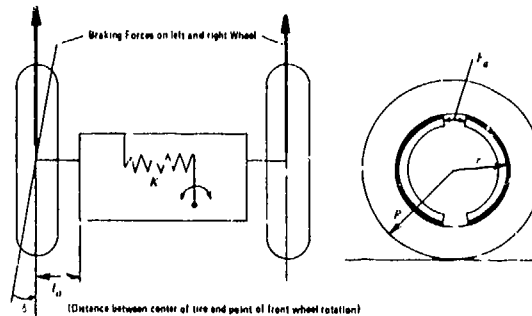 Braking Forces on left and right Wheel
F_a
K
r
R
l_o
δ
(Distance between center of tire and point of front wheel rotation)